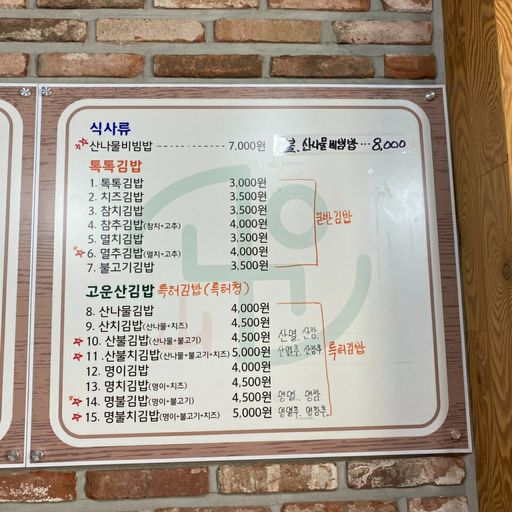 식사류
☆산나물비빔밥 ---------- 7,000원 불.산나물비빔밥…8,000
톡톡김밥
1. 톡톡김밥 3,000원
2. 치즈김밥 3,500원
3. 참치김밥 3,500원
4. 참추김밥(참치+고추) 4,000원 일반김밥
5. 멸치김밥 3,500원
☆6. 멸추김밥(멸치+고추) 4,000원
7. 불고기김밥 3,500원
고운산김밥 특허김밥(특허청)
8. 산나물김밥 4,000원
9. 산치김밥(산나물+치즈) 4,500원
☆10. 산불김밥(산나물+불고기) 4,500원 산멸, 산참,
☆11. 산불치김밥(산나물+불고기+치즈) 5,000원 산멸추, 산참추 특허김밥
12. 명이김밥 4,000원
13. 명치김밥(명이+치즈) 4,500원
☆14. 명불김밥(명이+불고기) 4,500원 명멸, 명참,
☆15. 명불치김밥(명이+불고기+치즈) 5,000원 명멸추, 명참추